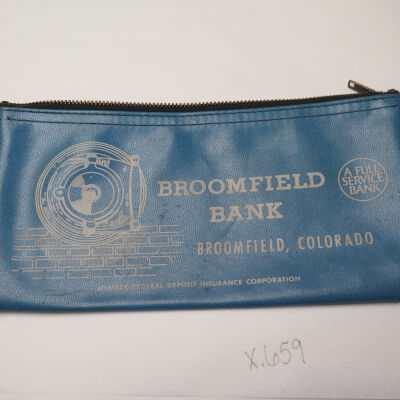 BROOMFIELD
BANK
BROOMFIELD, COLORADO
A FULL
SERVICE
BANK
MEMBER FEDERAL DEPOSIT INSURANCE CORPORATION
X.659